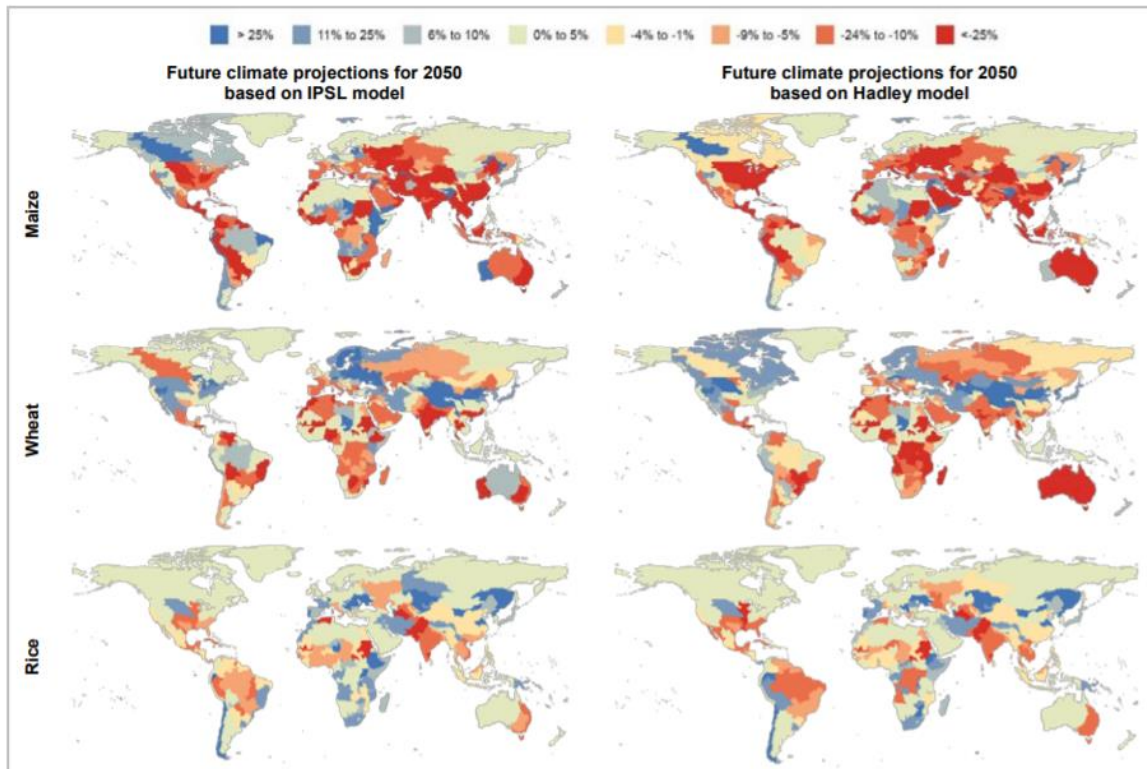 > 25% 11% to 25% 6% to 10% 0% to 5% -4% to -1% -9% to -5% -24% to -10% <-25%
Future climate projections for 2050
based on IPSL model
Future climate projections for 2050
based on Hadley model
Maize
Wheat
Rice